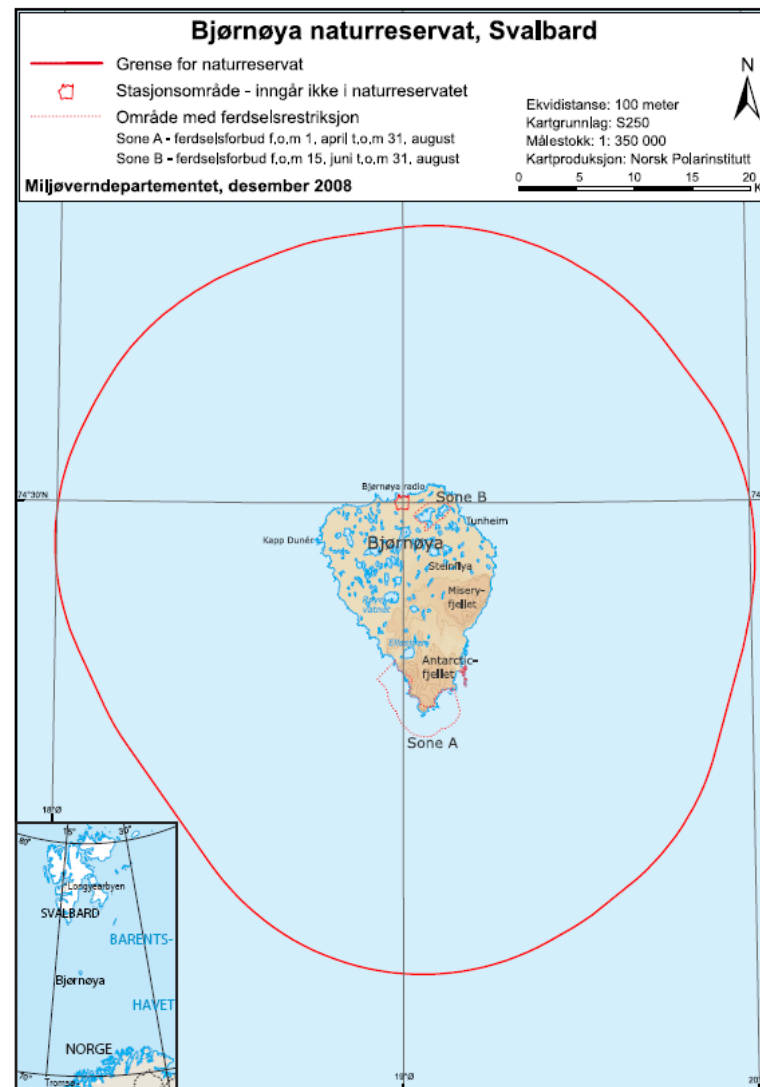 Bjørnøya naturreservat, Svalbard
Grense for naturreservat
Stasjonsområde - inngår ikke i naturreservatet
Område med ferdselsrestriksjon
Sone A - ferdselsforbud f,o,m 1, april t,o,m 31, august
Sone B - ferdselsforbud f,o,m 15, juni t,o,m 31, august
Miljøverndepartementet, desember 2008
N
Ekvidistanse: 100 meter
Kartgrunnlag: S250
Målestokk: 1: 350 000
Kartproduksjon: Norsk Polarinstitutt
0 5 10 15 20 K
74°30'N
74
Bjørnøya radio
Sone B
Tunheim
Kapp Dunér
Bjørnøya
Steinflya
Misery-
fjellet
Antarctic-
fjellet
Sone A
18°Ø
15° 30°
80°
Longyearbyen
SVALBARD
BARENTS-
Bjørnøya
HAVET
NORGE
Tromsø
19°Ø
20°